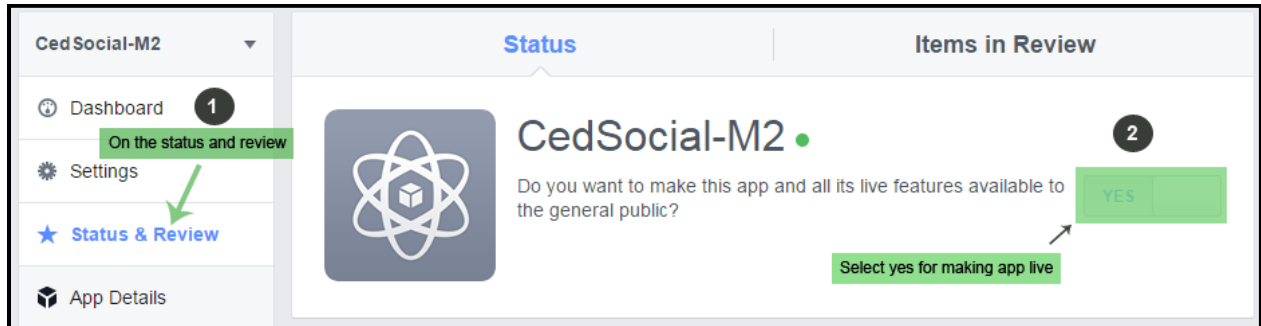 CedSocial-M2
Status
Items in Review
Dashboard
1
On the status and review
Settings
Status & Review
App Details
CedSocial-M2
2
Do you want to make this app and all its live features available to
the general public?
YES
Select yes for making app live